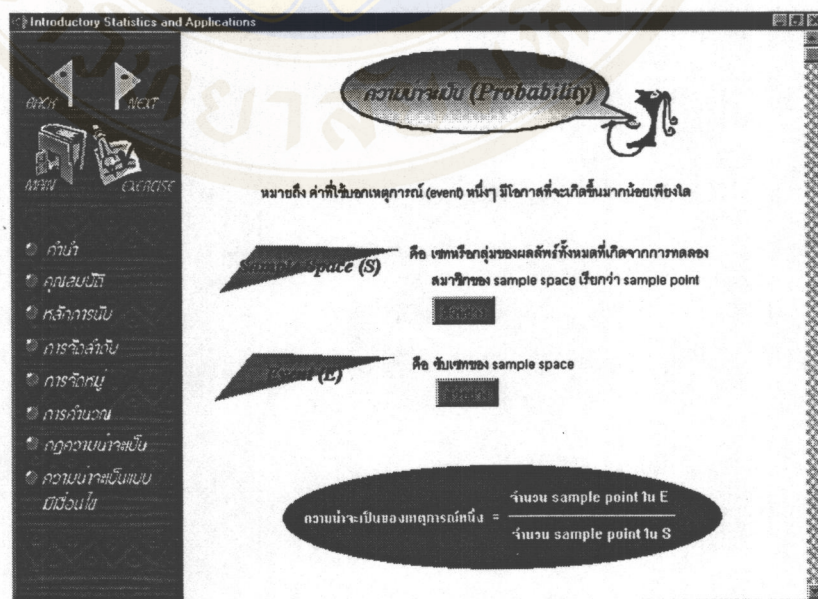 Introductory Statistics and Applications
BACK NEXT
MAIN EXERCISE
คำนำ
คุณสมบัติ
หลักการนับ
การจัดลำดับ
การจัดหมู่
การคำนวณ
กฎความน่าจะเป็น
ความน่าจะเป็นแบบ
มีเงื่อนไข
ความน่าจะเป็น (Probability)
หมายถึง ค่าที่ใช้บอกเหตุการณ์ (event) หนึ่งๆ มีโอกาสที่จะเกิดขึ้นมากน้อยเพียงใด
Sample Space (S)
คือ เซทหรือกลุ่มของผลลัพธ์ทั้งหมดที่เกิดจากการทดลอง
สมาชิกของ sample space เรียกว่า sample point
ตัวอย่าง
Event (E)
คือ ซับเซทของ sample space
ตัวอย่าง
ความน่าจะเป็นของเหตุการณ์หนึ่ง =
จำนวน sample point ใน E
จำนวน sample point ใน S